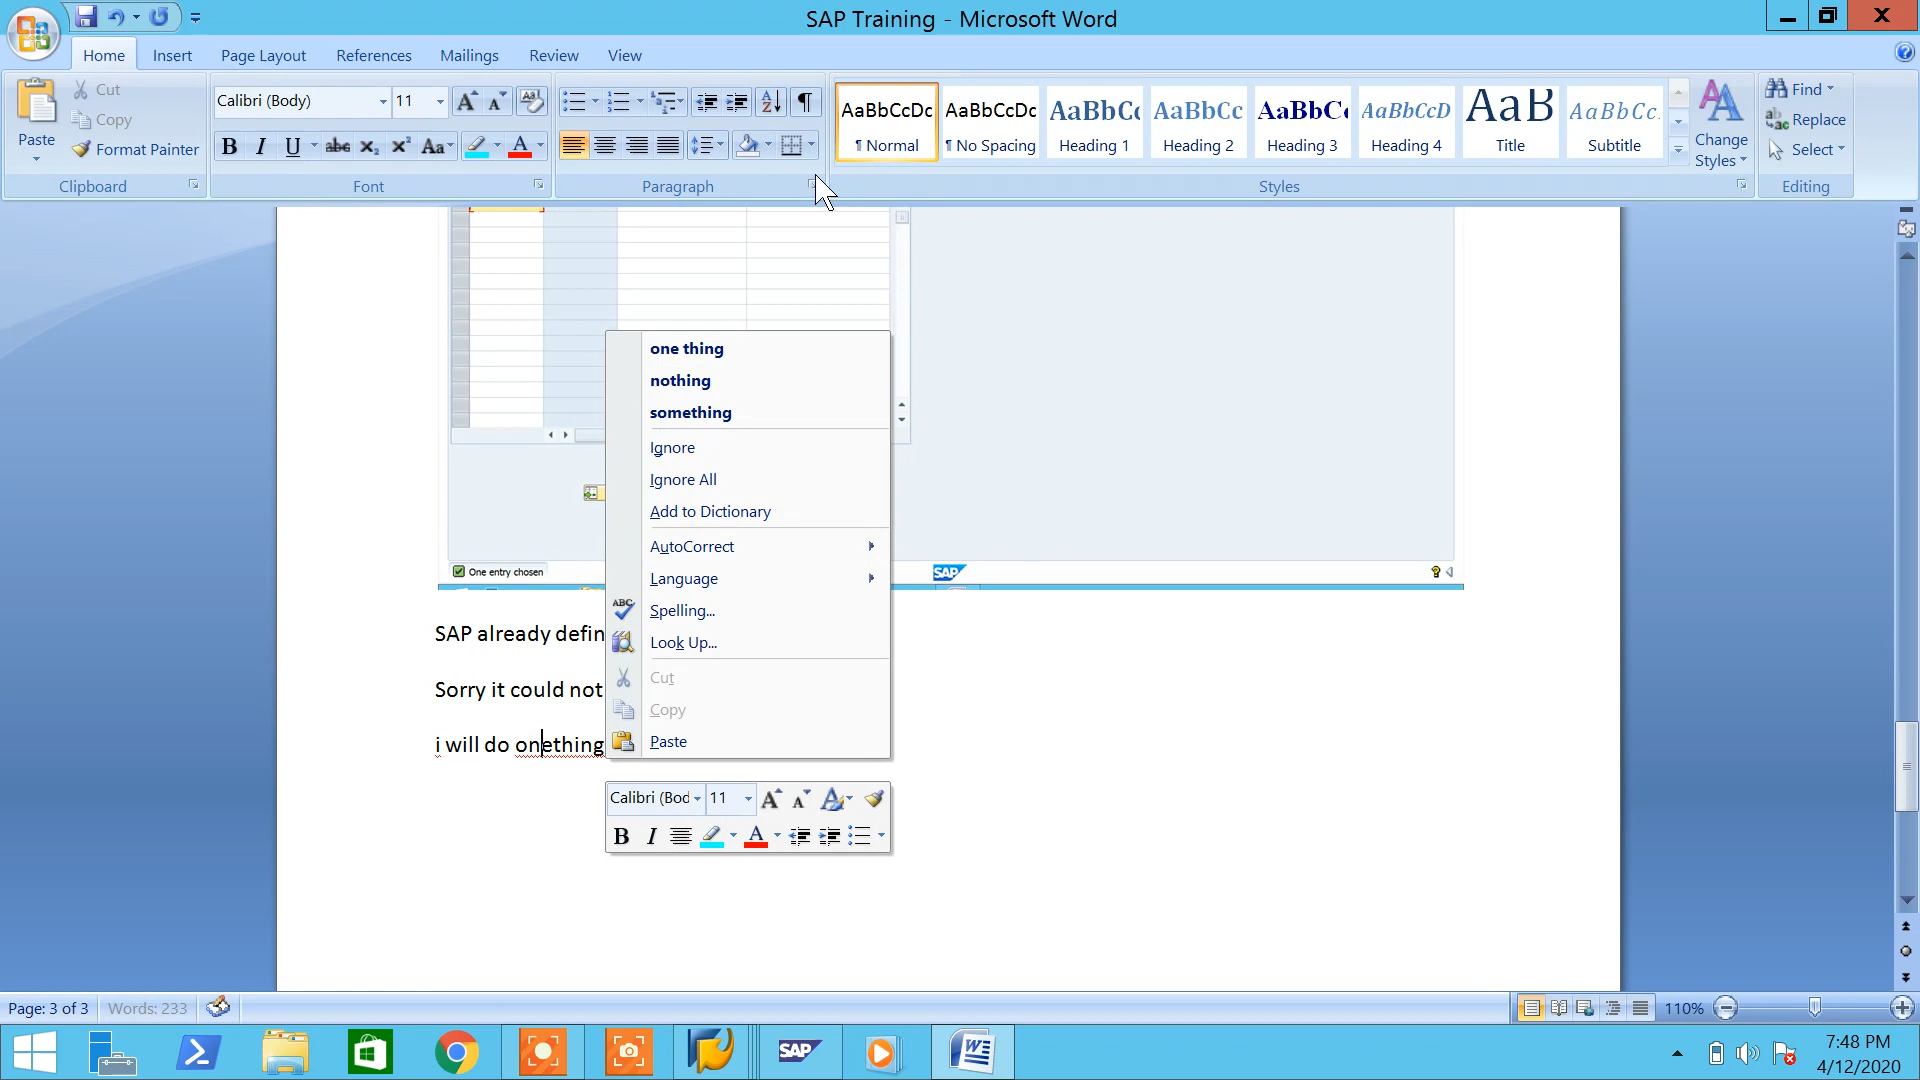 SAP Training - Microsoft Word
Home Insert Page Layout References Mailings Review View
Paste
Cut
Copy
Format Painter
Clipboard
Calibri (Body) 11
Font
Paragraph
AaBbCcDc AaBbCcDc AaBbC AaBbCc AaBbC AaBbCcD AaB AaBbCc.
¶ Normal ¶ No Spacing Heading 1 Heading 2 Heading 3 Heading 4 Title Subtitle
Change Styles
Styles
Find
Replace
Select
Editing
one thing
nothing
something
Ignore
Ignore All
Add to Dictionary
AutoCorrect
Language
Spelling...
Look Up...
Cut
Copy
Paste
One entry chosen
SAP
SAP already defin
Sorry it could not
i will do onething
Calibri (Bod 11
B I
Page: 3 of 3 Words: 233
110%
SAP
7:48 PM
4/12/2020